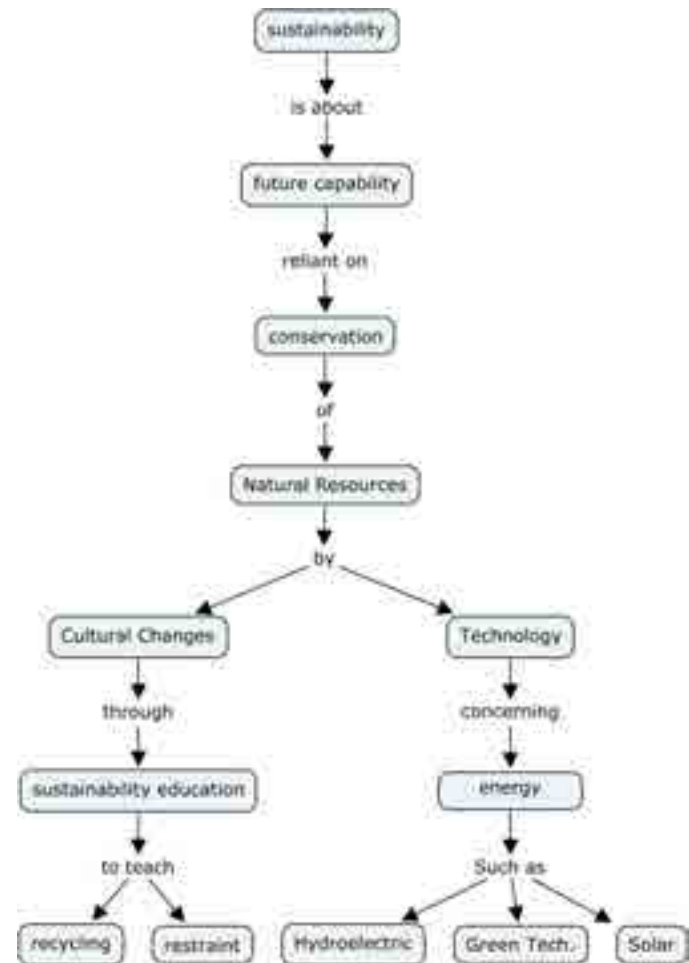 sustainability
is about
future capability
reliant on
conservation
of
Natural Resources
by
Cultural Changes Technology
through concerning
sustainability education energy
to teach Such as
recycling restraint Hydroelectric Green Tech. Solar